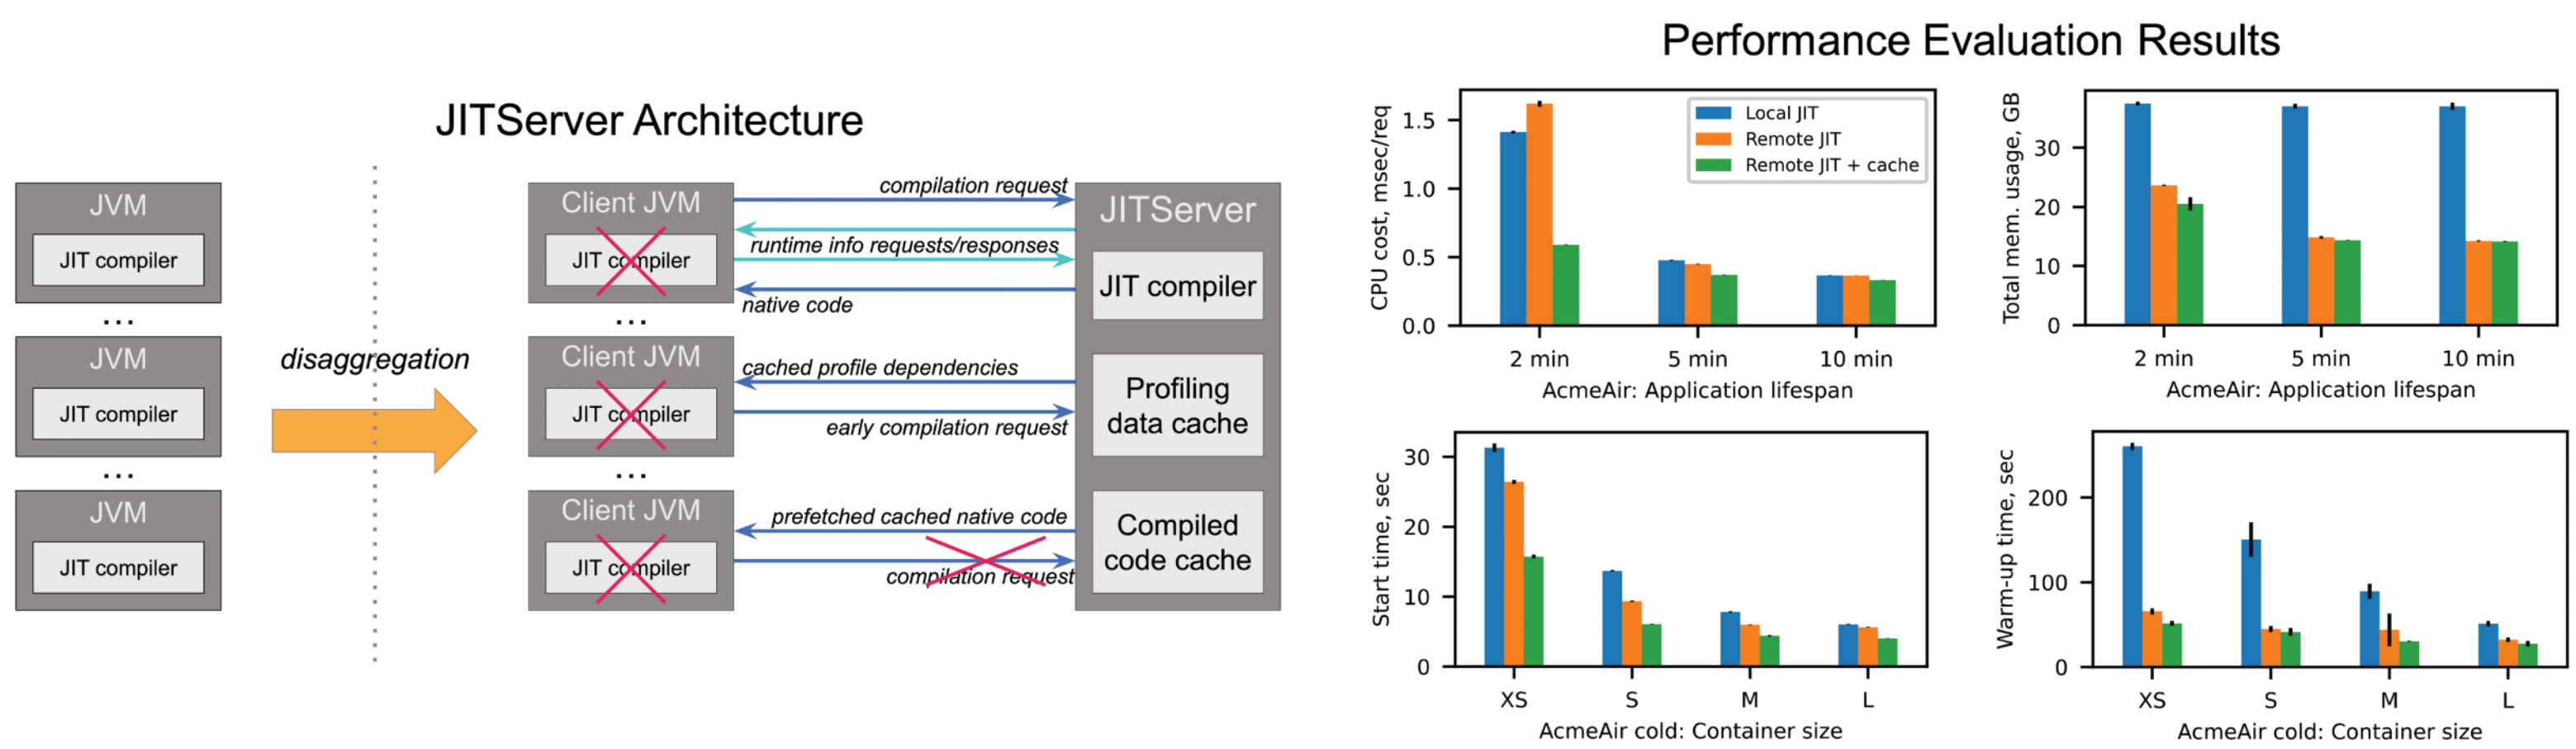 JITServer Architecture
JVM
JIT compiler
...
JVM
JIT compiler
...
JVM
JIT compiler
disaggregation
Client JVM
JIT compiler
...
Client JVM
JIT compiler
...
Client JVM
JIT compiler
compilation request
runtime info requests/responses
native code
cached profile dependencies
early compilation request
prefetched cached native code
compilation request
JITServer
JIT compiler
Profiling
data cache
Compiled
code cache
Performance Evaluation Results
CPU cost, msec/req
1.5
1.0
0.5
0.0
Local JIT
Remote JIT
Remote JIT + cache
2 min
5 min
10 min
AcmeAir: Application lifespan
Total mem. usage, GB
30
20
10
0
2 min
5 min
10 min
AcmeAir: Application lifespan
Start time, sec
30
20
10
0
XS
S
M
L
AcmeAir cold: Container size
Warm-up time, sec
200
100
0
XS
S
M
L
AcmeAir cold: Container size